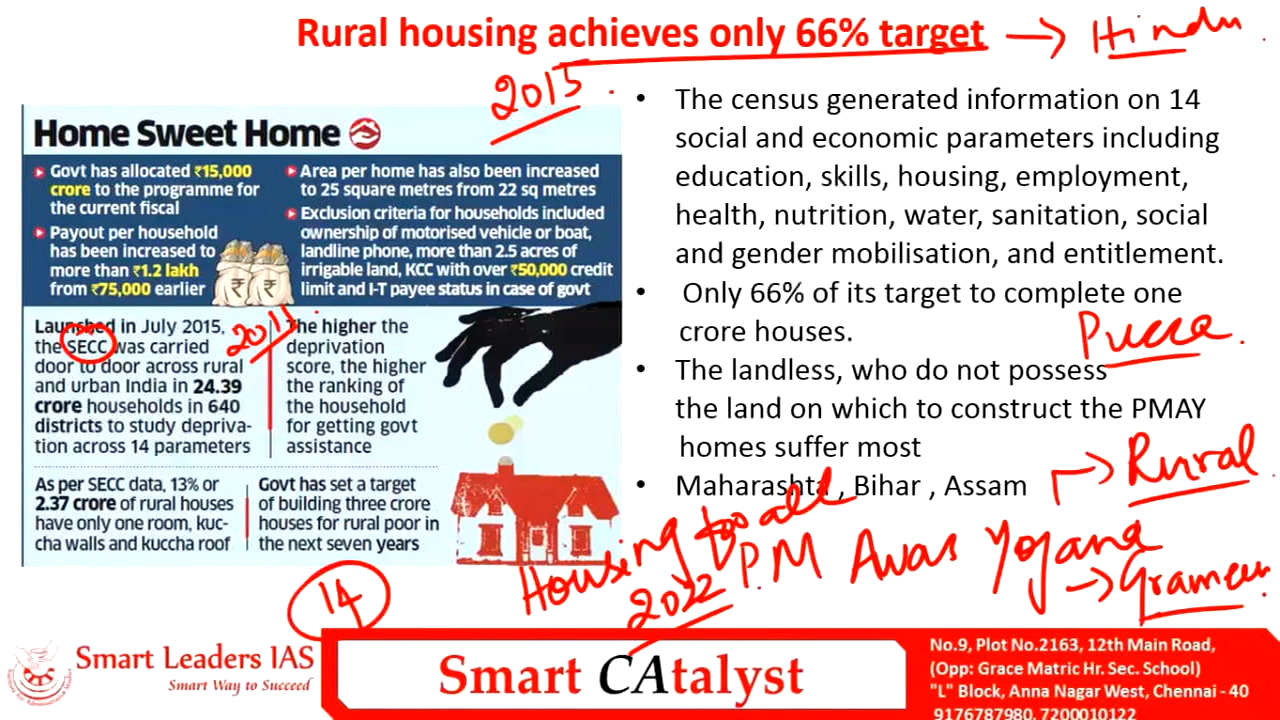 Rural housing achieves only 66% target → Hindu
2015
Home Sweet Home
Govt has allocated ₹15,000
crore to the programme for
the current fiscal
Payout per household
has been increased to
more than ₹1.2 lakh
from ₹75,000 earlier
Area per home has also been increased
to 25 square metres from 22 sq metres
Exclusion criteria for households included
ownership of motorised vehicle or boat,
landline phone, more than 2.5 acres of
irrigable land, KCC with over ₹50,000 credit
limit and I-T payee status in case of govt
Launched in July 2015,
the SECC was carried
door to door across rural
and urban India in 24.39
crore households in 640
districts to study depriva-
tion across 14 parameters
2011
The higher the
deprivation
score, the higher
the ranking of
the household
for getting govt
assistance
As per SECC data, 13% or
2.37 crore of rural houses
have only one room, kuc-
cha walls and kuccha roof
Govt has set a target
of building three crore
houses for rural poor in
the next seven years
• The census generated information on 14
social and economic parameters including
education, skills, housing, employment,
health, nutrition, water, sanitation, social
and gender mobilisation, and entitlement.
• Only 66% of its target to complete one
crore houses.
Pucca
• The landless, who do not possess
the land on which to construct the PMAY
homes suffer most
• Maharashta , Bihar , Assam
→ Rural
Housing for all
2022
P.M Awas Yojana
→ Grameen
14
Smart Leaders IAS
Smart Way to Succeed
Smart CAtalyst
No.9, Plot No.2163, 12th Main Road,
(Opp: Grace Matric Hr. Sec. School)
"L" Block, Anna Nagar West, Chennai - 40
9176787980, 7200010122